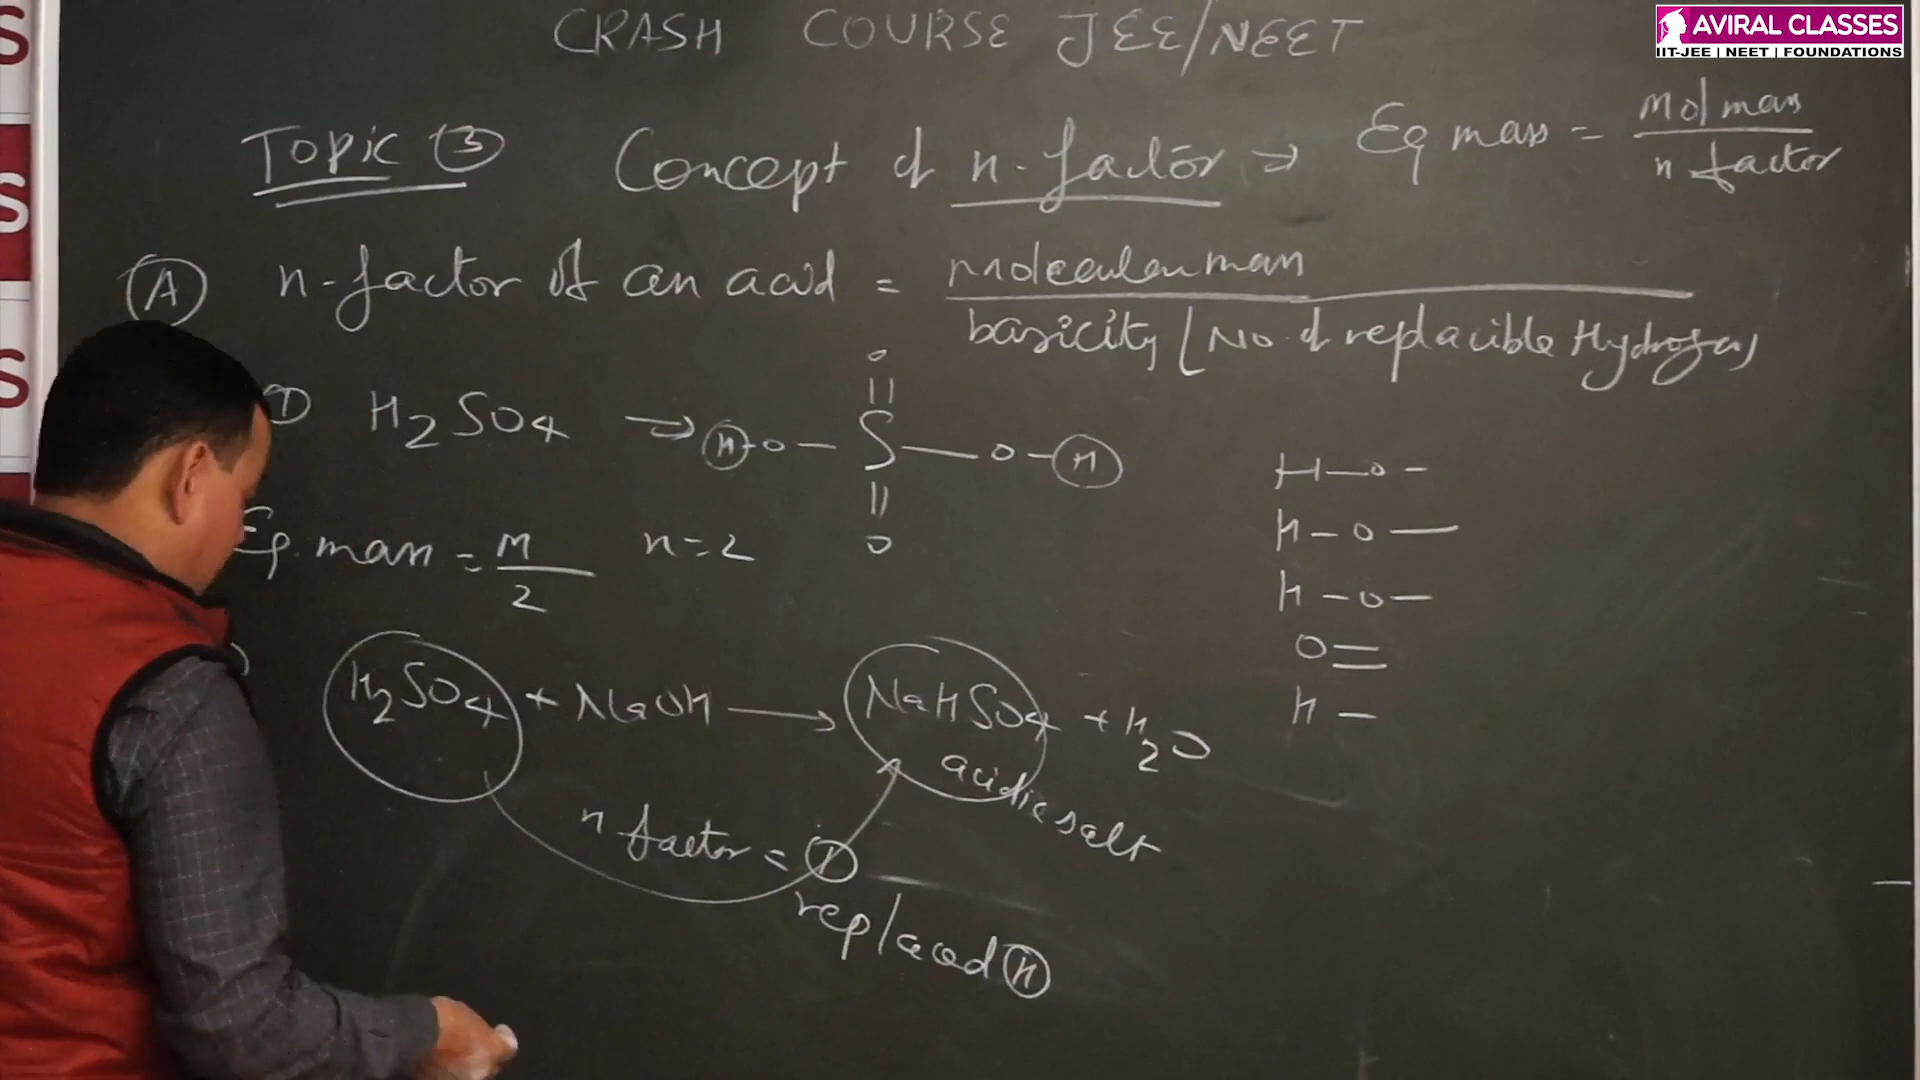 CRASH COURSE JEE/NEET
AVIRAL CLASSES
IIT-JEE | NEET | FOUNDATIONS
Topic ③ Concept of n-factor ⇒ Eq mass = Mol mass / n factor
Ⓐ n-factor of an acid = molecular mass / basicity (No. of replacible Hydrogen)
① H2SO4 → H-O-S-O-H
O
||
||
O
Eq. mass = M/2 n=2
H-O-
H-O-
H-O-
O=
H-
H2SO4 + NaOH → NaHSO4 + H2O
acidic salt
n factor = 1
replaced H
S
S
S